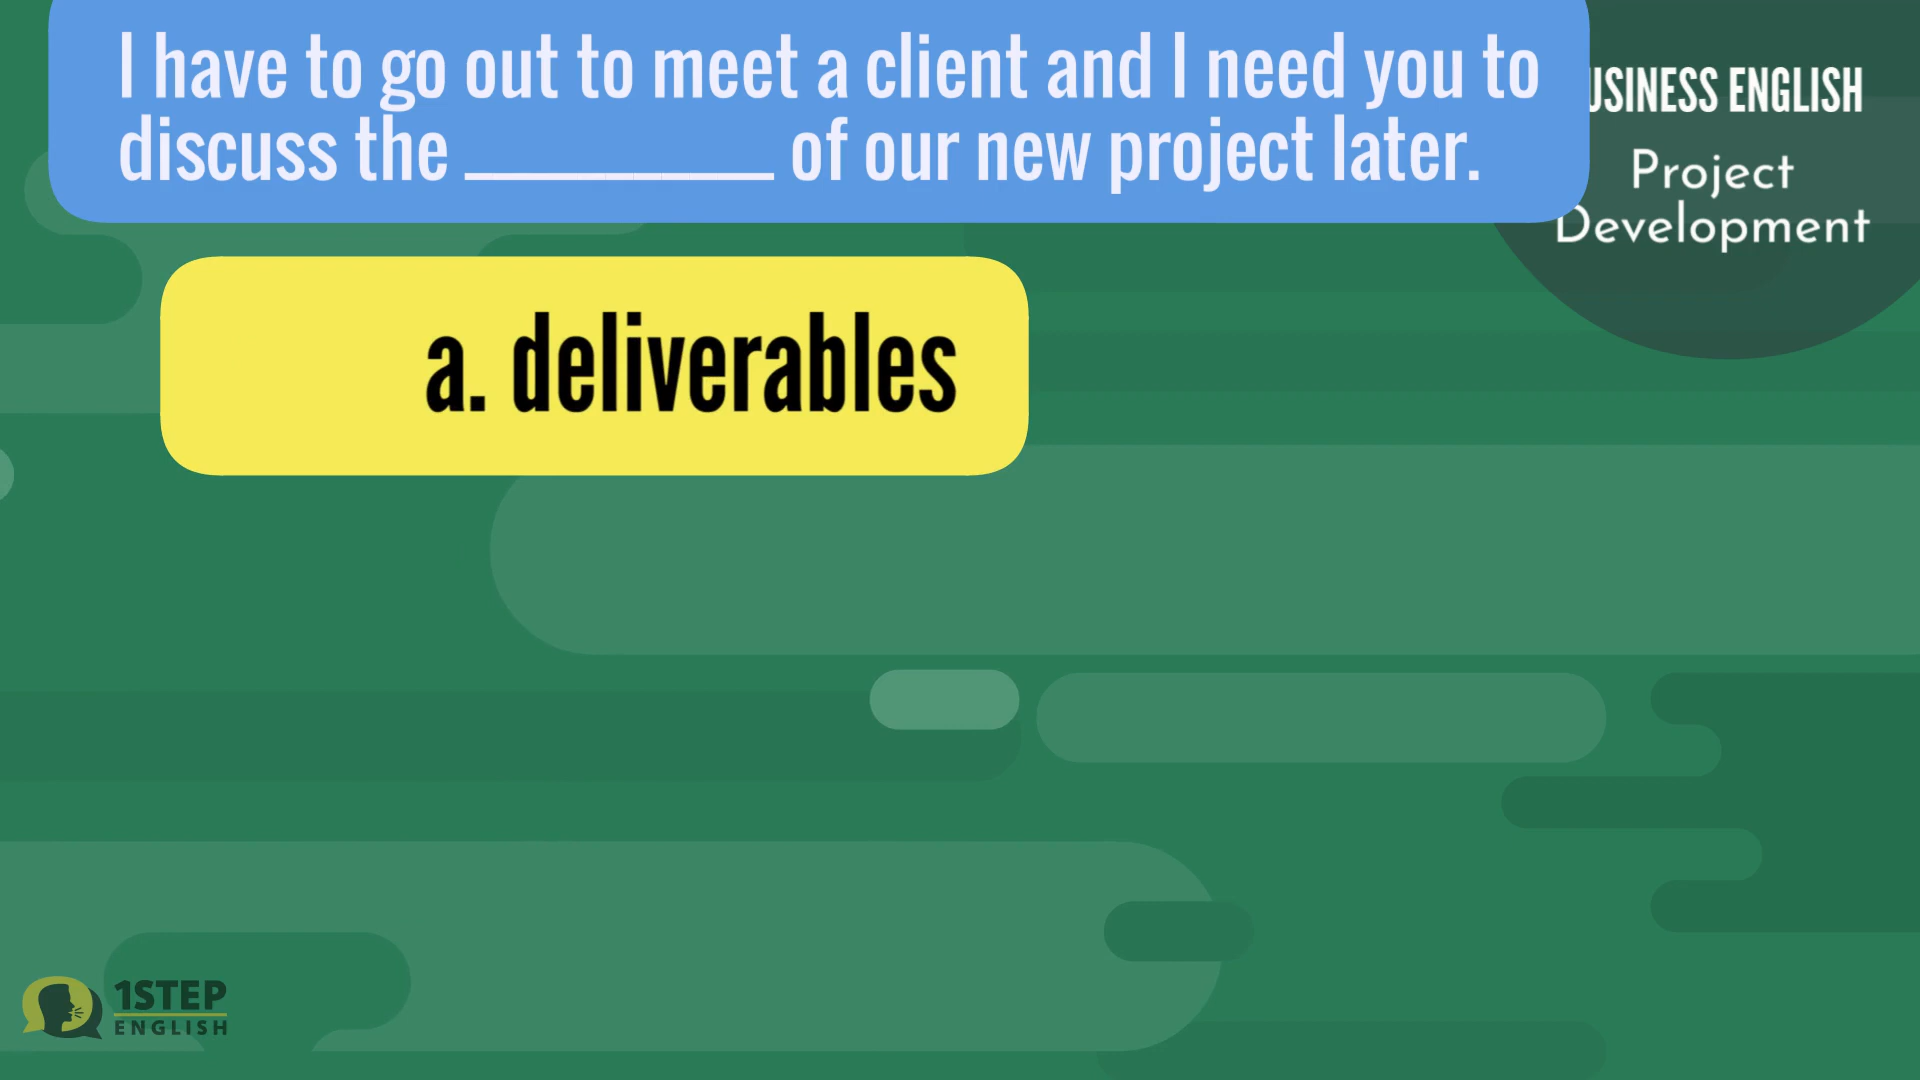 I have to go out to meet a client and I need you to
discuss the ___________ of our new project later.
USINESS ENGLISH
Project
Development
a. deliverables
1STEP
ENGLISH